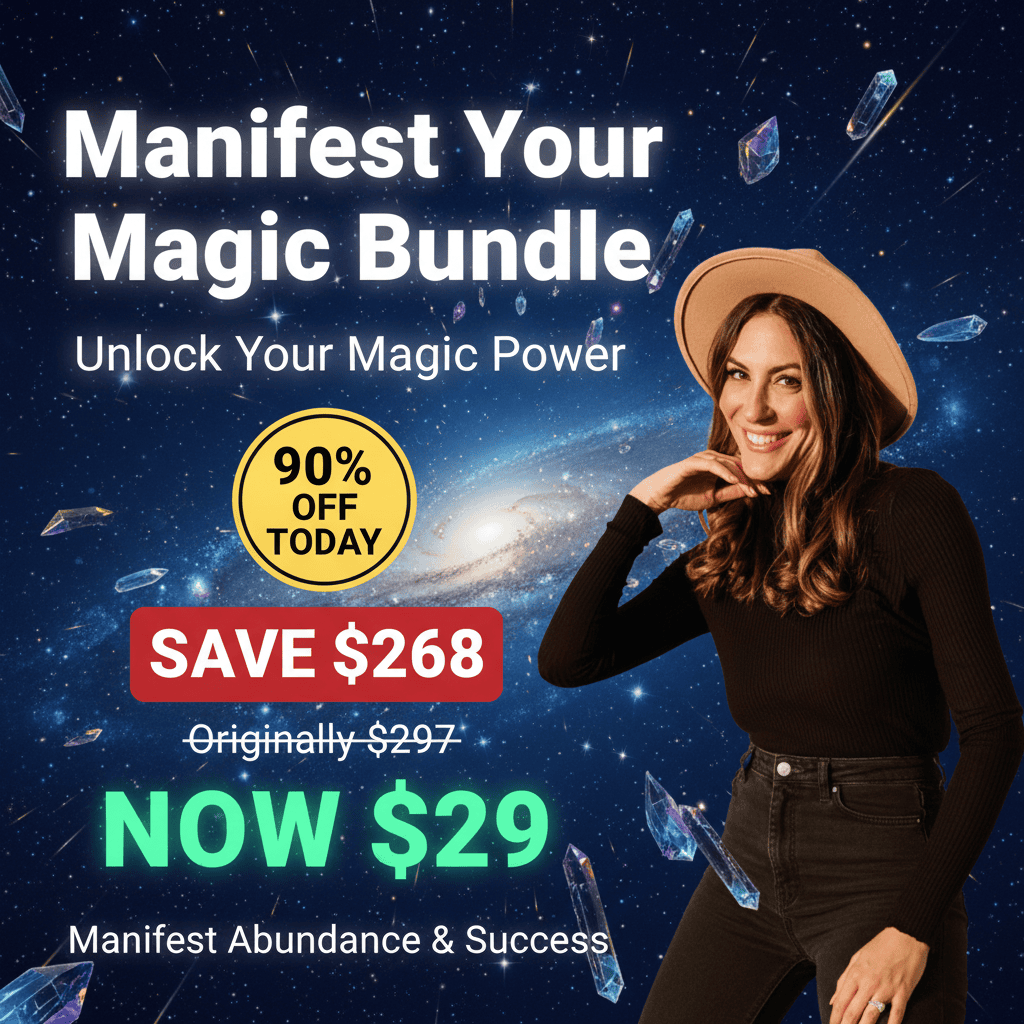 Manifest Your
Magic Bundle
Unlock Your Magic Power
90%
OFF
TODAY
SAVE $268
Originally $297
NOW $29
Manifest Abundance & Success